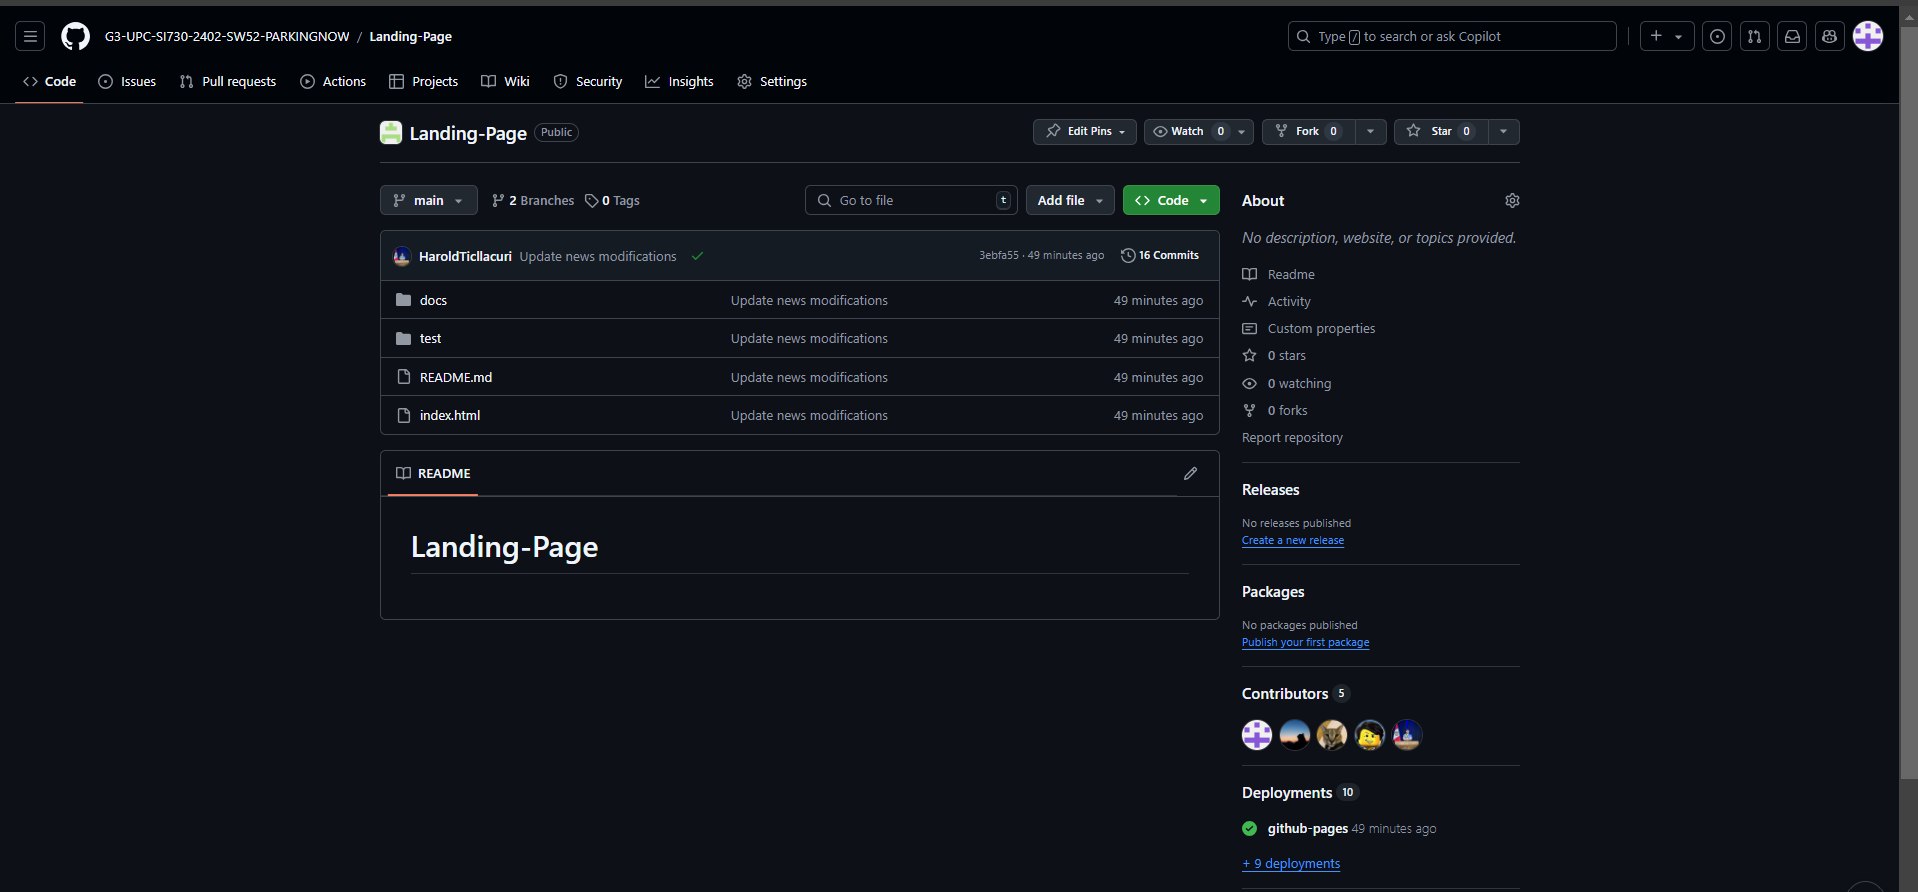 G3-UPC-SI730-2402-SW52-PARKINGNOW / Landing-Page
Type / to search or ask Copilot
Code Issues Pull requests Actions Projects Wiki Security Insights Settings
Landing-Page Public
Edit Pins Watch 0 Fork 0 Star 0
main 2 Branches 0 Tags
Go to file t Add file Code
HaroldTicllacuri Update news modifications 3ebfa55 · 49 minutes ago 16 Commits
docs Update news modifications 49 minutes ago
test Update news modifications 49 minutes ago
README.md Update news modifications 49 minutes ago
index.html Update news modifications 49 minutes ago
README
Landing-Page
About
No description, website, or topics provided.
Readme
Activity
Custom properties
0 stars
0 watching
0 forks
Report repository
Releases
No releases published
Create a new release
Packages
No packages published
Publish your first package
Contributors 5
Deployments 10
github-pages 49 minutes ago
+ 9 deployments